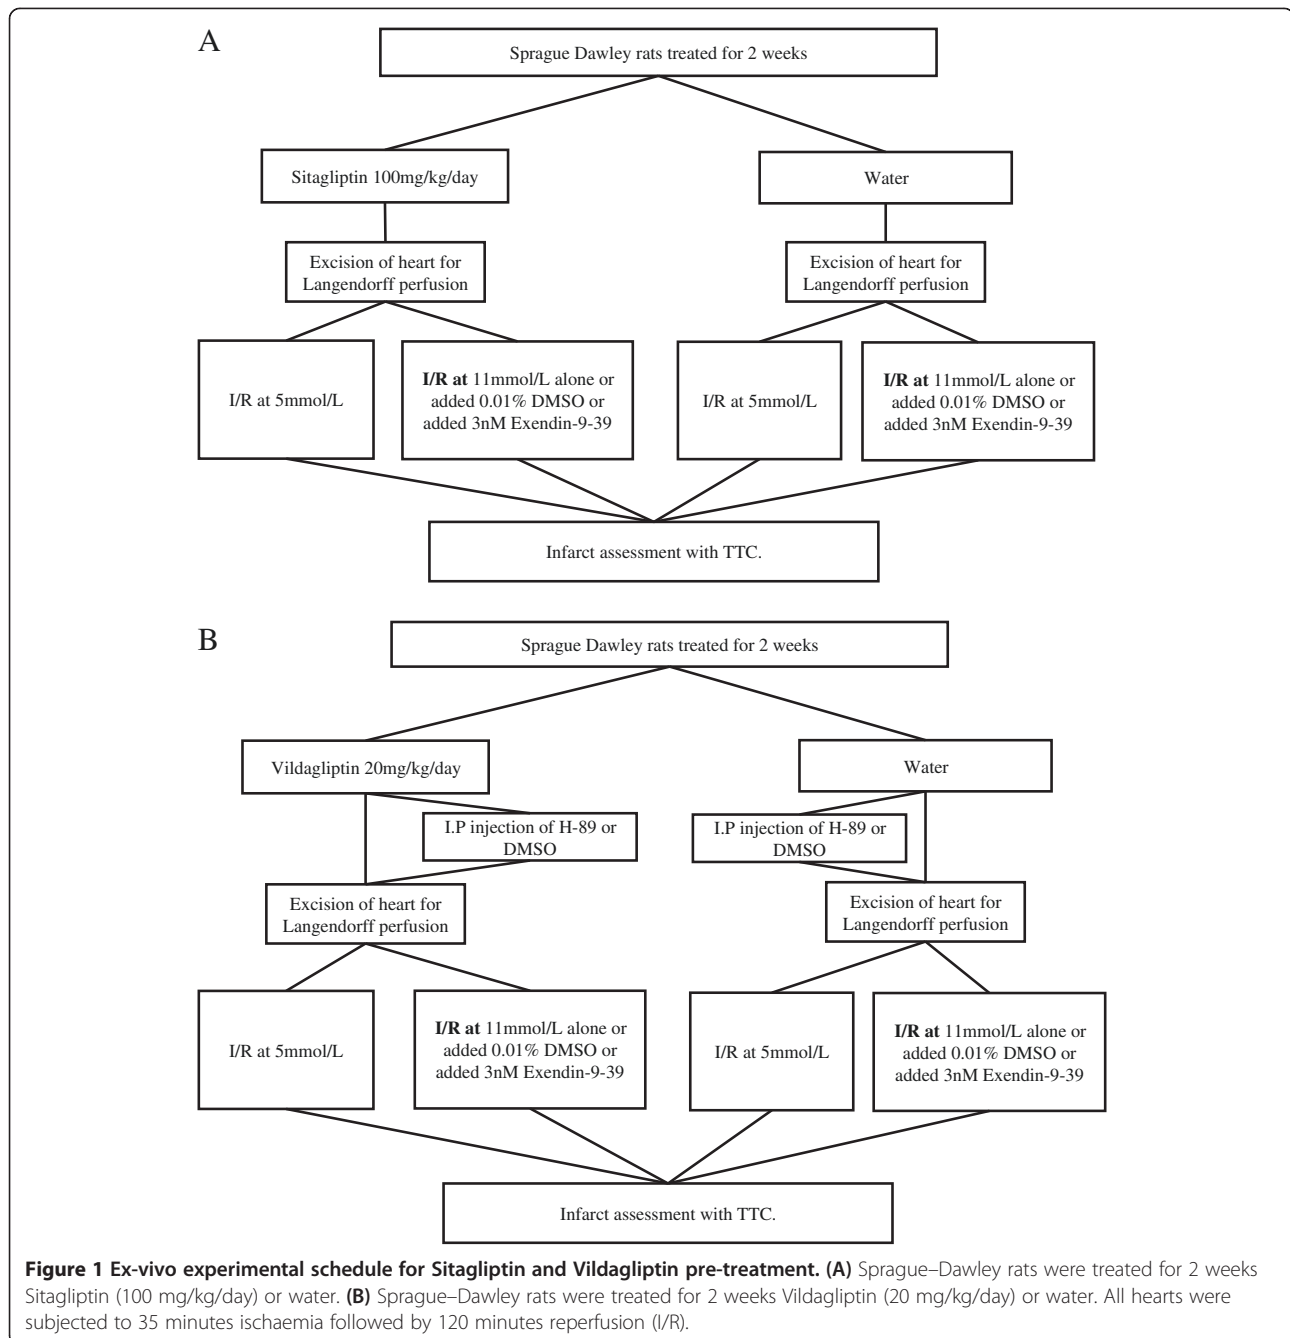 A
Sprague Dawley rats treated for 2 weeks
Sitagliptin 100mg/kg/day
Water
Excision of heart for
Langendorff perfusion
Excision of heart for
Langendorff perfusion
I/R at 5mmol/L
I/R at 11mmol/L alone or
added 0.01% DMSO or
added 3nM Exendin-9-39
I/R at 5mmol/L
I/R at 11mmol/L alone or
added 0.01% DMSO or
added 3nM Exendin-9-39
Infarct assessment with TTC.
B
Sprague Dawley rats treated for 2 weeks
Vildagliptin 20mg/kg/day
Water
I.P injection of H-89 or
DMSO
I.P injection of H-89 or
DMSO
Excision of heart for
Langendorff perfusion
Excision of heart for
Langendorff perfusion
I/R at 5mmol/L
I/R at 11mmol/L alone or
added 0.01% DMSO or
added 3nM Exendin-9-39
I/R at 5mmol/L
I/R at 11mmol/L alone or
added 0.01% DMSO or
added 3nM Exendin-9-39
Infarct assessment with TTC.
Figure 1 Ex-vivo experimental schedule for Sitagliptin and Vildagliptin pre-treatment. (A) Sprague–Dawley rats were treated for 2 weeks
Sitagliptin (100 mg/kg/day) or water. (B) Sprague–Dawley rats were treated for 2 weeks Vildagliptin (20 mg/kg/day) or water. All hearts were
subjected to 35 minutes ischaemia followed by 120 minutes reperfusion (I/R).